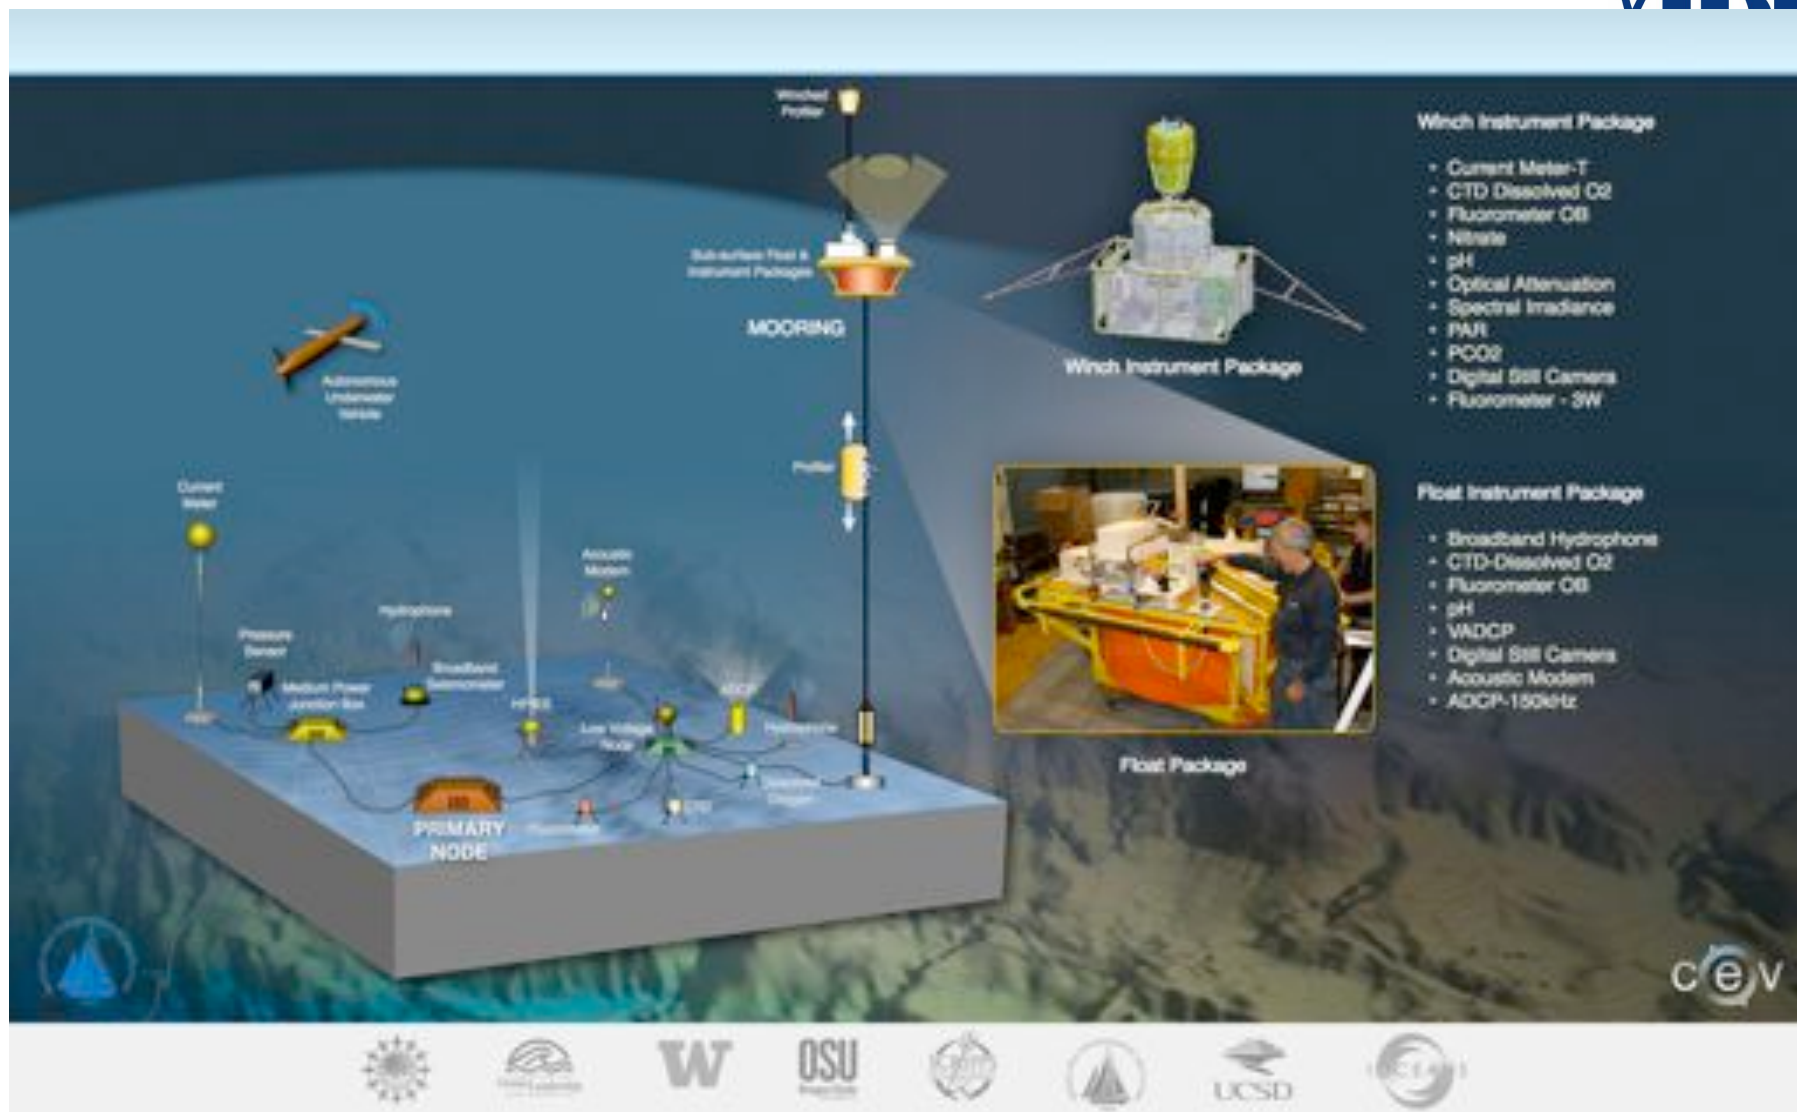 Winched
Profiler
Sub-surface Float &
Instrument Packages
MOORING
Autonomous
Underwater
Vehicle
Profiler
Current
Meter
Acoustic
Modem
Hydrophone
Pressure
Sensor
Broadband
Seismometer
Medium Power
Junction Box
ADCP
Low Voltage
Node
Hydrophone
CTD
PRIMARY
NODE
Winch Instrument Package
Float Package
Winch Instrument Package
• Current Meter-T
• CTD Dissolved O2
• Fluorometer OB
• Nitrate
• pH
• Optical Attenuation
• Spectral Irradiance
• PAR
• PCO2
• Digital Still Camera
• Fluorometer - 3W
Float Instrument Package
• Broadband Hydrophone
• CTD-Dissolved O2
• Fluorometer OB
• pH
• VADCP
• Digital Still Camera
• Acoustic Modem
• ADCP-150kHz
cev
W
OSU
UCSD